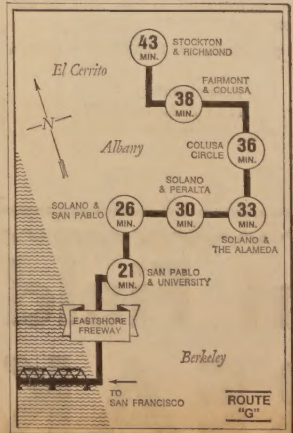 43
MIN.
STOCKTON
& RICHMOND
El Cerrito
N
38
MIN.
FAIRMONT
& COLUSA
Albany
COLUSA
CIRCLE
36
MIN.
SOLANO
& PERALTA
SOLANO &
SAN PABLO
26
MIN.
30
MIN.
33
MIN.
SOLANO &
THE ALAMEDA
21
MIN.
SAN PABLO
& UNIVERSITY
EASTSHORE
FREEWAY
Berkeley
TO
SAN FRANCISCO
ROUTE
"G"